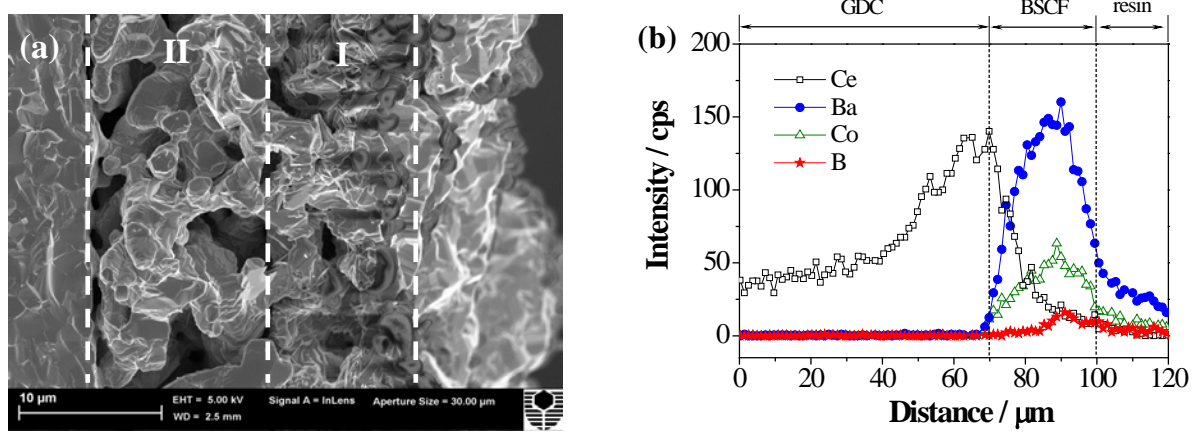 (a)
II
I
10 µm
EHT = 5.00 kV
WD = 2.5 mm
Signal A = InLens
Aperture Size = 30.00 µm
(b)
GDC
BSCF
resin
Ce
Ba
Co
B
200
150
100
50
0
Intensity / cps
0 20 40 60 80 100 120
Distance / µm